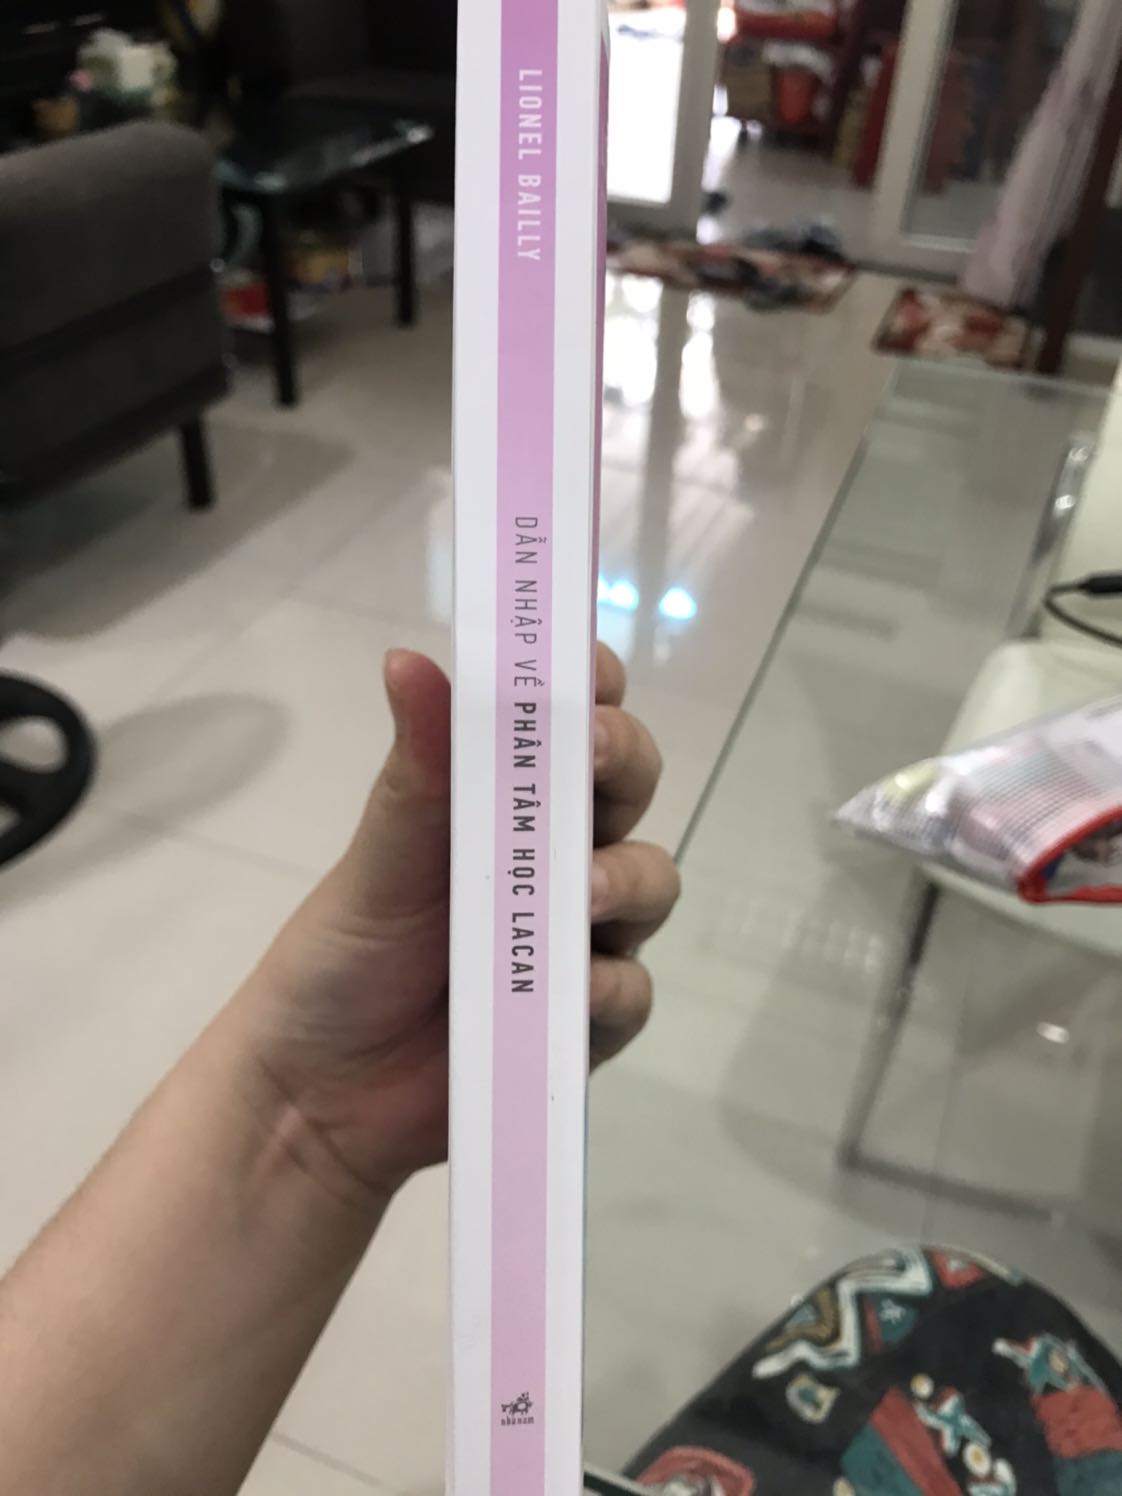 LIONEL BAILLY
DẪN NHẬP VỀ PHÂN TÂM HỌC LACAN
nhã nam